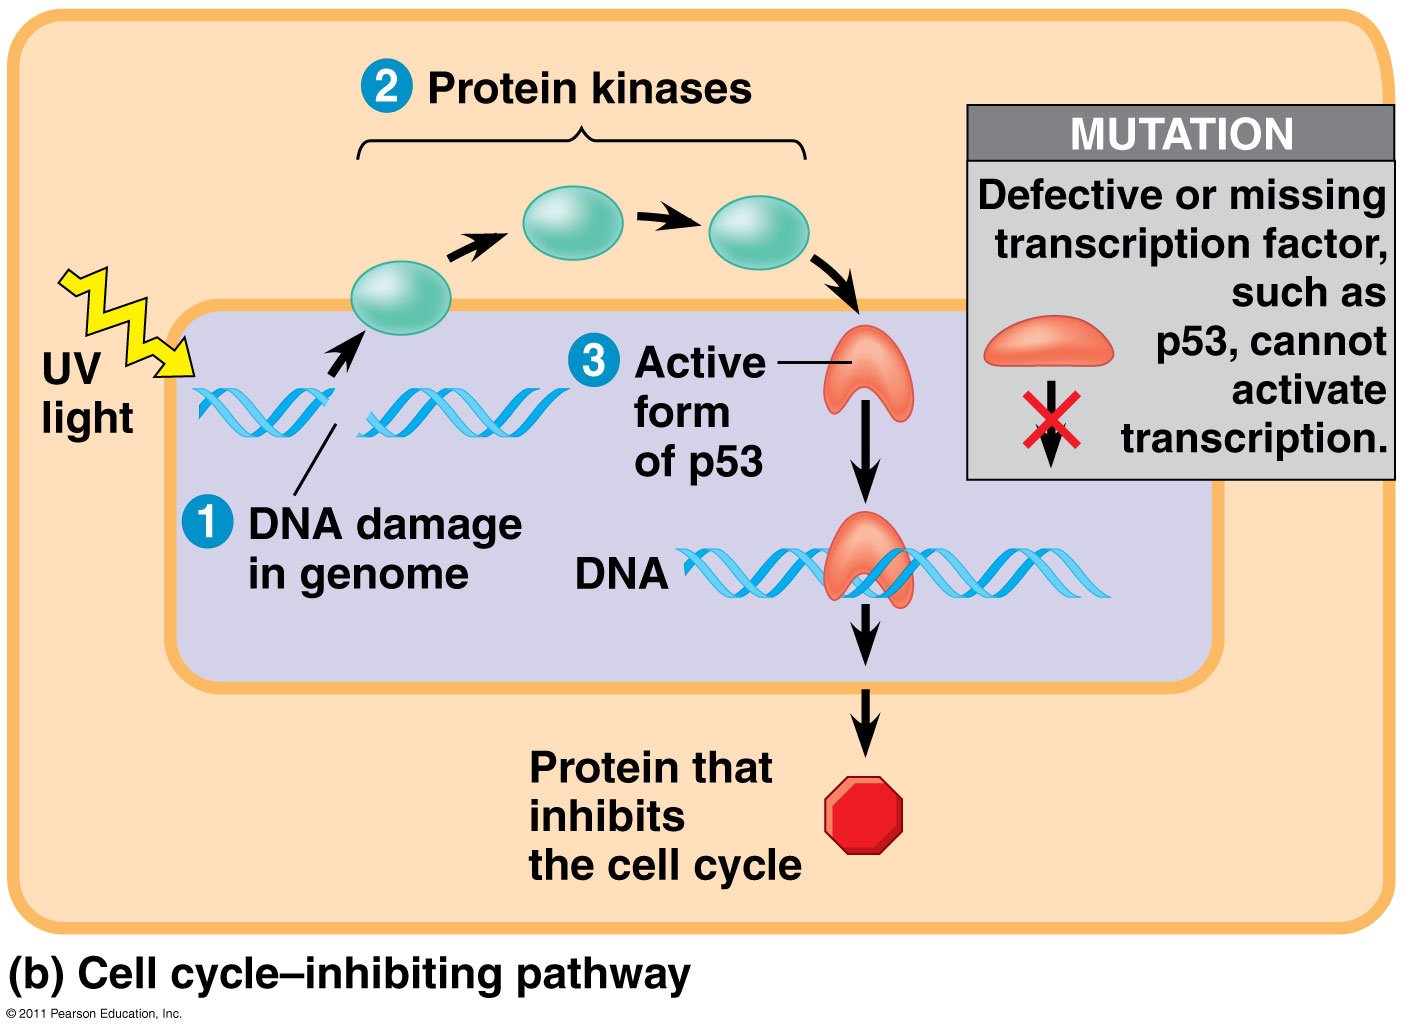 2 Protein kinases
MUTATION
Defective or missing
transcription factor,
such as
p53, cannot
activate
transcription.
UV
light
3 Active
form
of p53
1 DNA damage
in genome
DNA
Protein that
inhibits
the cell cycle
(b) Cell cycle–inhibiting pathway
© 2011 Pearson Education, Inc.